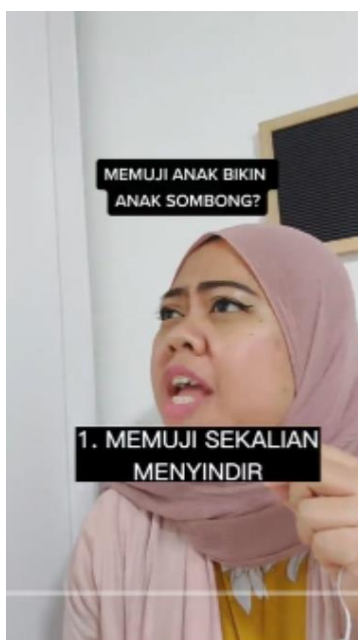 MEMUJI ANAK BIKIN
ANAK SOMBONG?
1. MEMUJI SEKALIAN
MENYINDIR